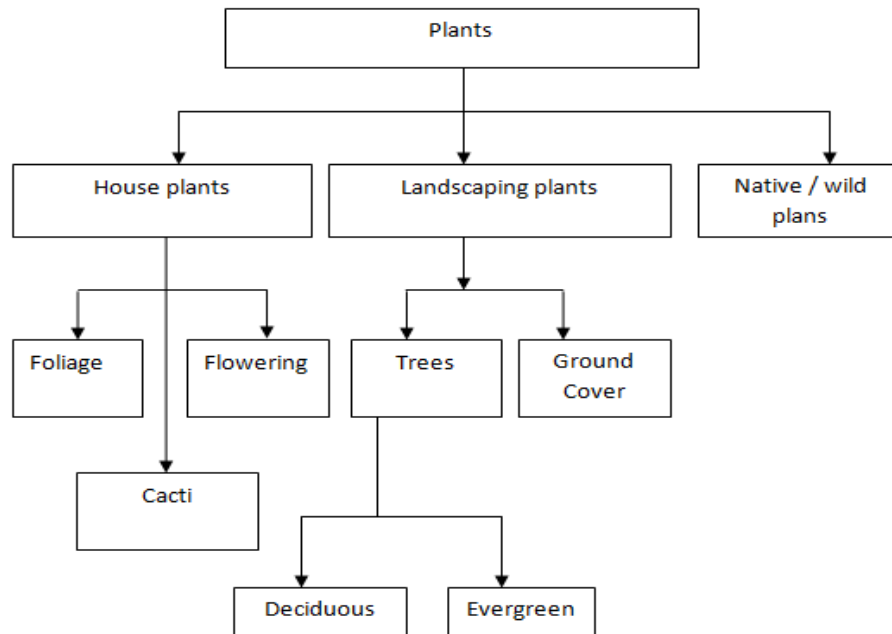 Plants
House plants
Landscaping plants
Native / wild
plans
Foliage
Flowering
Trees
Ground
Cover
Cacti
Deciduous
Evergreen